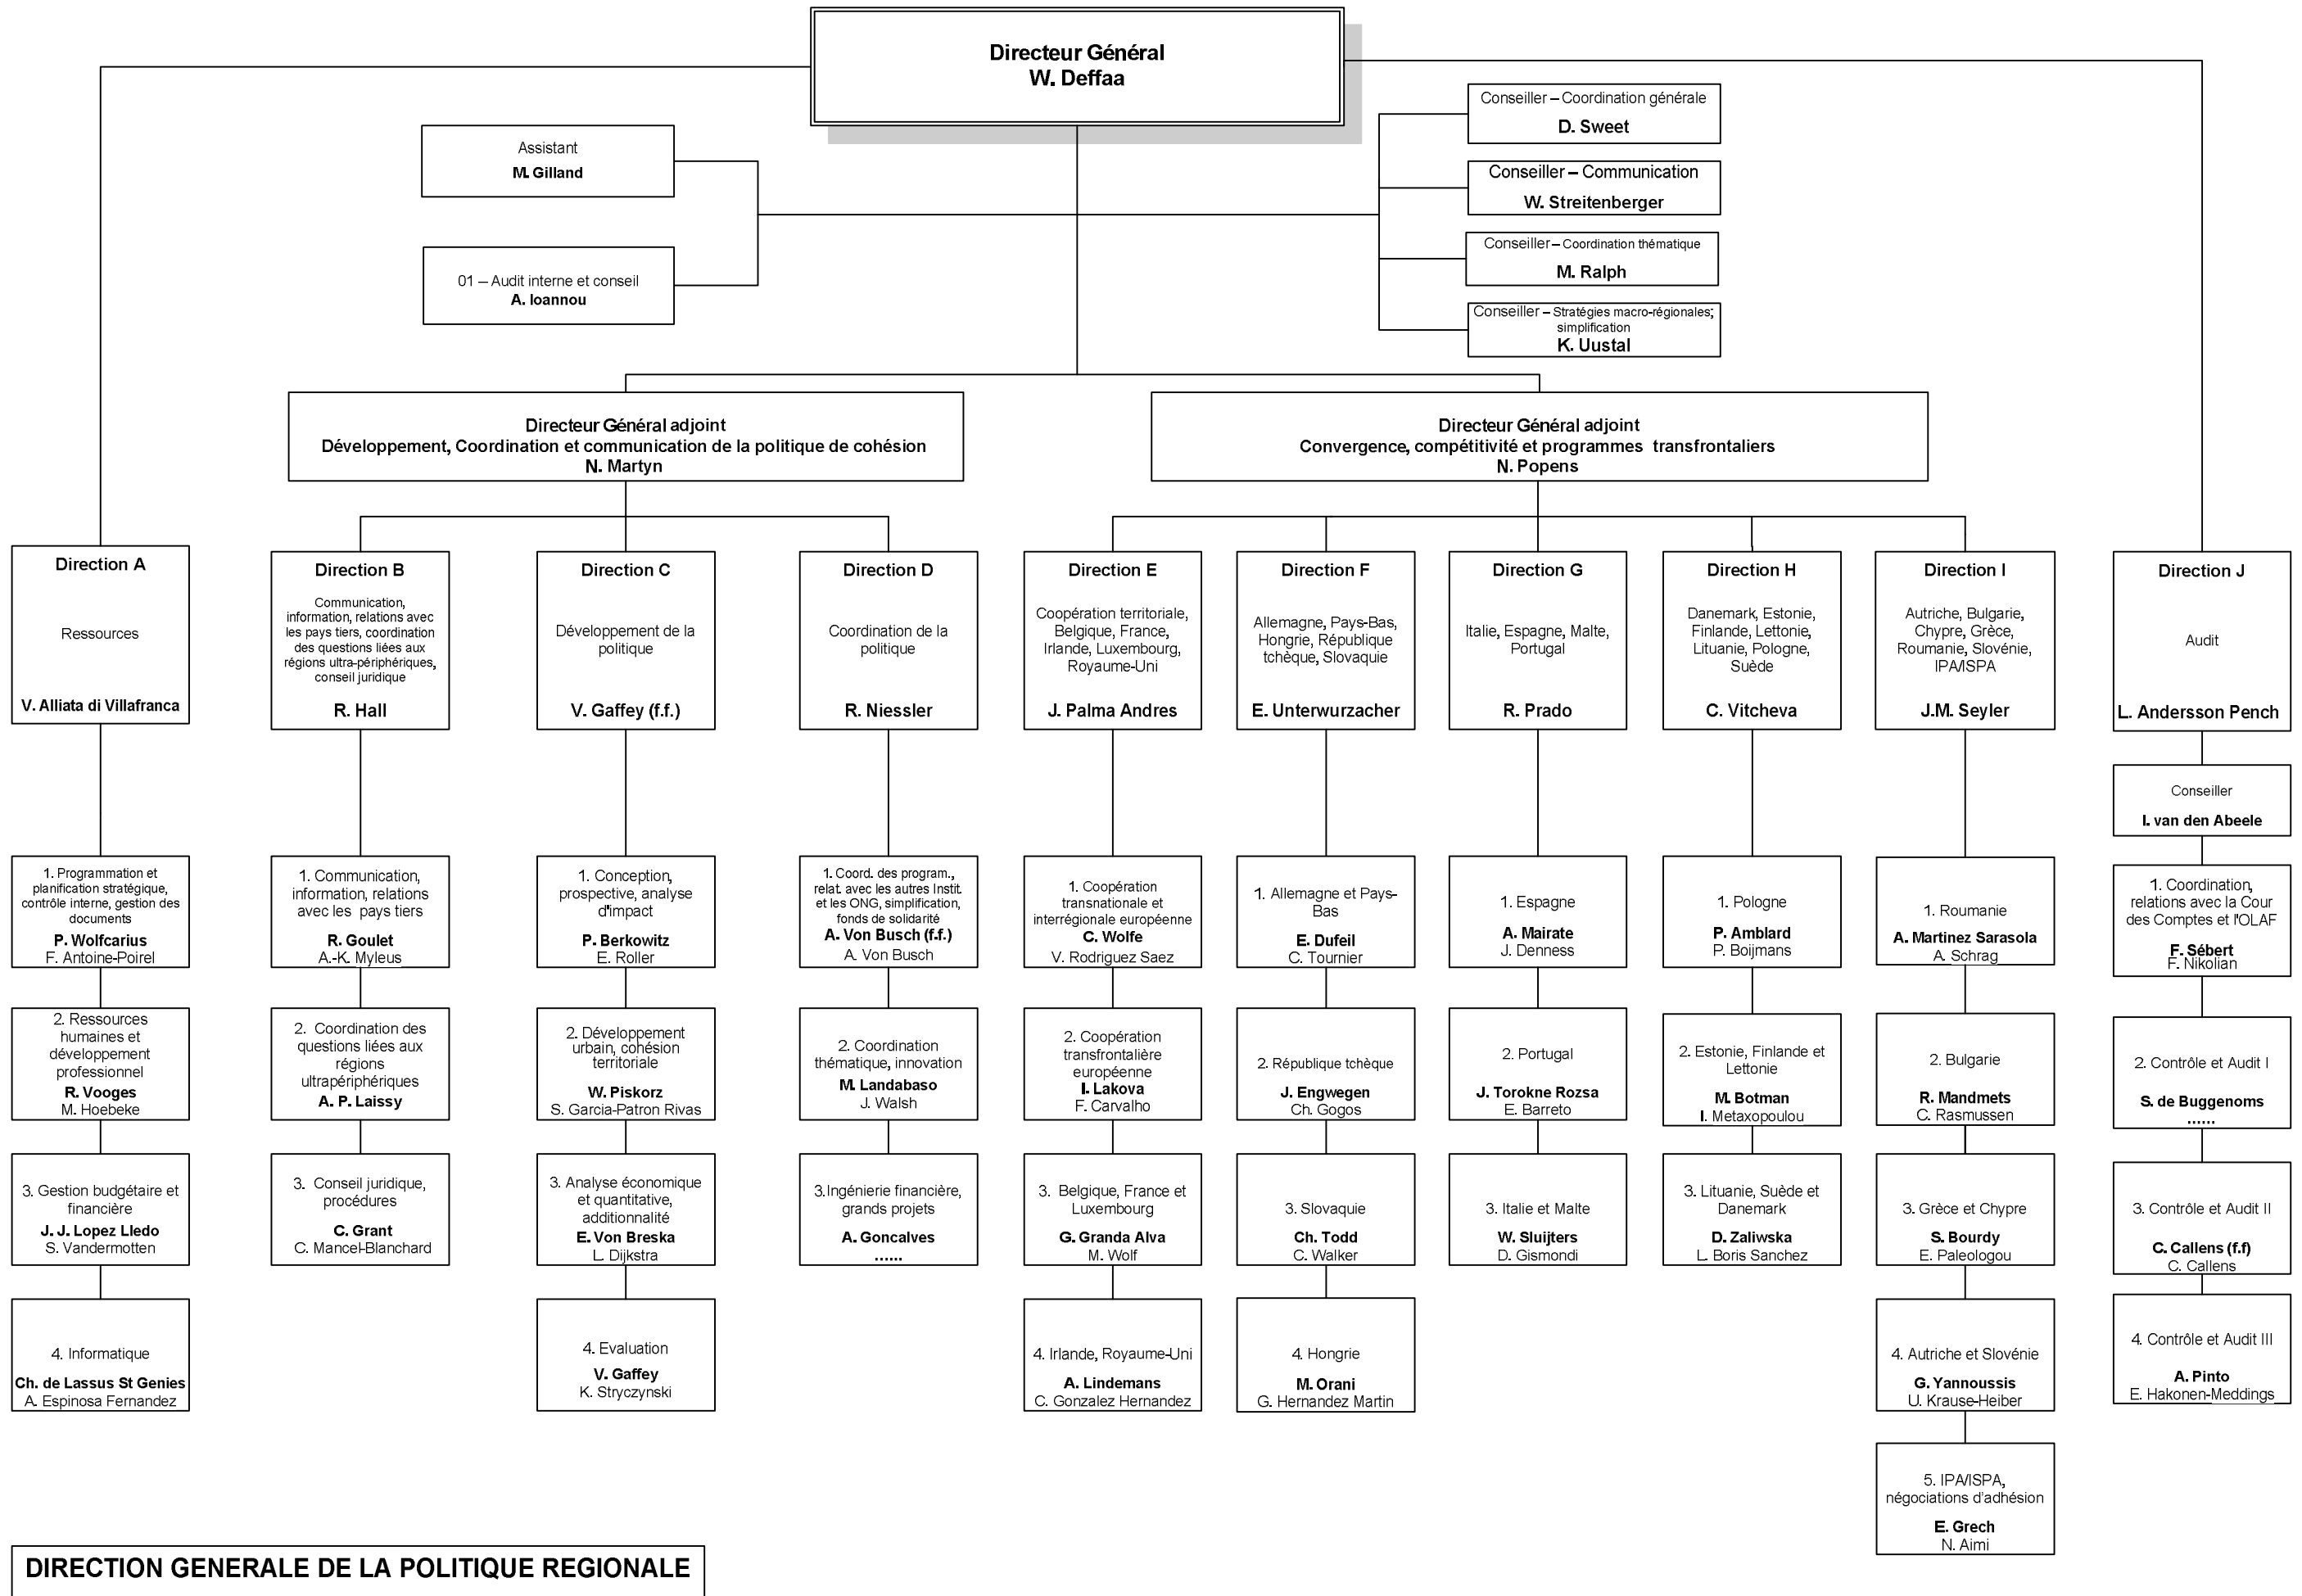 Directeur Général
W. Deffaa
Assistant
M. Gilland
01 – Audit interne et conseil
A. Ioannou
Conseiller – Coordination générale
D. Sweet
Conseiller – Communication
W. Streitenberger
Conseiller – Coordination thématique
M. Ralph
Conseiller – Stratégies macro-régionales;
simplification
K. Uustal
Directeur Général adjoint
Développement, Coordination et communication de la politique de cohésion
N. Martyn
Directeur Général adjoint
Convergence, compétitivité et programmes transfrontaliers
N. Popens
Direction A
Ressources
V. Alliata di Villafranca
1. Programmation et
planification stratégique,
contrôle interne, gestion des
documents
P. Wolfcarius
F. Antoine-Poirel
2. Ressources
humaines et
développement
professionnel
R. Vooges
M. Hoebeke
3. Gestion budgétaire et
financière
J. J. Lopez Lledo
S. Vandermotten
4. Informatique
Ch. de Lassus St Genies
A. Espinosa Fernandez
Direction B
Communication,
information, relations avec
les pays tiers, coordination
des questions liées aux
régions ultra-périphériques,
conseil juridique
R. Hall
1. Communication,
information, relations
avec les pays tiers
R. Goulet
A.-K. Myleus
2. Coordination des
questions liées aux
régions
ultrapériphériques
A. P. Laissy
3. Conseil juridique,
procédures
C. Grant
C. Mancel-Blanchard
Direction C
Développement de la
politique
V. Gaffey (f.f.)
1. Conception,
prospective, analyse
d'impact
P. Berkowitz
E. Roller
2. Développement
urbain, cohésion
territoriale
W. Piskorz
S. Garcia-Patron Rivas
3. Analyse économique
et quantitative,
additionnalité
E. Von Breska
L. Dijkstra
4. Evaluation
V. Gaffey
K. Stryczynski
Direction D
Coordination de la
politique
R. Niessler
1. Coord. des program.,
relat. avec les autres Instit.
et les ONG, simplification,
fonds de solidarité
A. Von Busch (f.f.)
A. Von Busch
2. Coordination
thématique, innovation
M. Landabaso
J. Walsh
3.Ingénierie financière,
grands projets
A. Goncalves
......
Direction E
Coopération territoriale,
Belgique, France,
Irlande, Luxembourg,
Royaume-Uni
J. Palma Andres
1. Coopération
transnationale et
interrégionale européenne
C. Wolfe
V. Rodriguez Saez
2. Coopération
transfrontalière
européenne
I. Lakova
F. Carvalho
3. Belgique, France et
Luxembourg
G. Granda Alva
M. Wolf
4. Irlande, Royaume-Uni
A. Lindemans
C. Gonzalez Hernandez
Direction F
Allemagne, Pays-Bas,
Hongrie, République
tchèque, Slovaquie
E. Unterwurzacher
1. Allemagne et Pays-
Bas
E. Dufeil
C. Tournier
2. République tchèque
J. Engwegen
Ch. Gogos
3. Slovaquie
Ch. Todd
C. Walker
4. Hongrie
M. Orani
G. Hernandez Martin
Direction G
Italie, Espagne, Malte,
Portugal
R. Prado
1. Espagne
A. Mairate
J. Denness
2. Portugal
J. Torokne Rozsa
E. Barreto
3. Italie et Malte
W. Sluijters
D. Gismondi
Direction H
Danemark, Estonie,
Finlande, Lettonie,
Lituanie, Pologne,
Suède
C. Vitcheva
1. Pologne
P. Amblard
P. Boijmans
2. Estonie, Finlande et
Lettonie
M. Botman
I. Metaxopoulou
3. Lituanie, Suède et
Danemark
D. Zaliwska
L. Boris Sanchez
Direction I
Autriche, Bulgarie,
Chypre, Grèce,
Roumanie, Slovénie,
IPA/ISPA
J.M. Seyler
1. Roumanie
A. Martinez Sarasola
A. Schrag
2. Bulgarie
R. Mandmets
C. Rasmussen
3. Grèce et Chypre
S. Bourdy
E. Paleologou
4. Autriche et Slovénie
G. Yannoussis
U. Krause-Heiber
5. IPA/ISPA,
négociations d'adhésion
E. Grech
N. Aimi
Direction J
Audit
L. Andersson Pench
Conseiller
I. van den Abeele
1. Coordination,
relations avec la Cour
des Comptes et l'OLAF
F. Sébert
F. Nikolian
2. Contrôle et Audit I
S. de Buggenoms
......
3. Contrôle et Audit II
C. Callens (f.f)
C. Callens
4. Contrôle et Audit III
A. Pinto
E. Hakonen-Meddings
DIRECTION GENERALE DE LA POLITIQUE REGIONALE